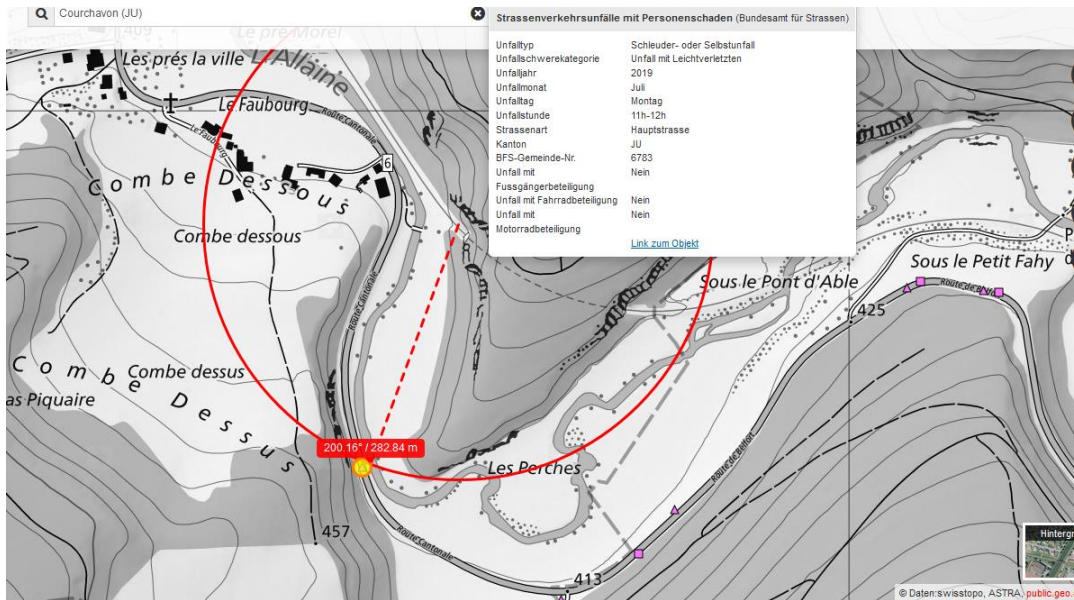 Courchavon (JU)
Strassenverkehrsunfälle mit Personenschaden (Bundesamt für Strassen)
Unfalltyp Schleuder- oder Selbstunfall
Unfallschwerekategorie Unfall mit Leichtverletzten
Unfalljahr 2019
Unfallmonat Juli
Unfalltag Montag
Unfallstunde 11h-12h
Strassenart Hauptstrasse
Kanton JU
BFS-Gemeinde-Nr. 6783
Unfall mit Nein
Fussgängerbeteiligung
Unfall mit Fahrradbeteiligung Nein
Unfall mit Nein
Motorradbeteiligung
Link zum Objekt
409
Le pré Morel
Les prés la ville
L'Allaine
Le Faubourg
Route Cantonale
Le Faubourg
6
Combe Dessous
Combe dessous
Route Cantonale
Sous le Petit Fahy
Sous le Pont d'Able
Route de Belfort
425
Combe Dessus
Combe dessus
as Piquaire
200.16° / 282.84 m
Les Perches
Route de Belfort
457
Route Cantonale
413
Hintergr
© Daten:swisstopo, ASTRA, public.geo.